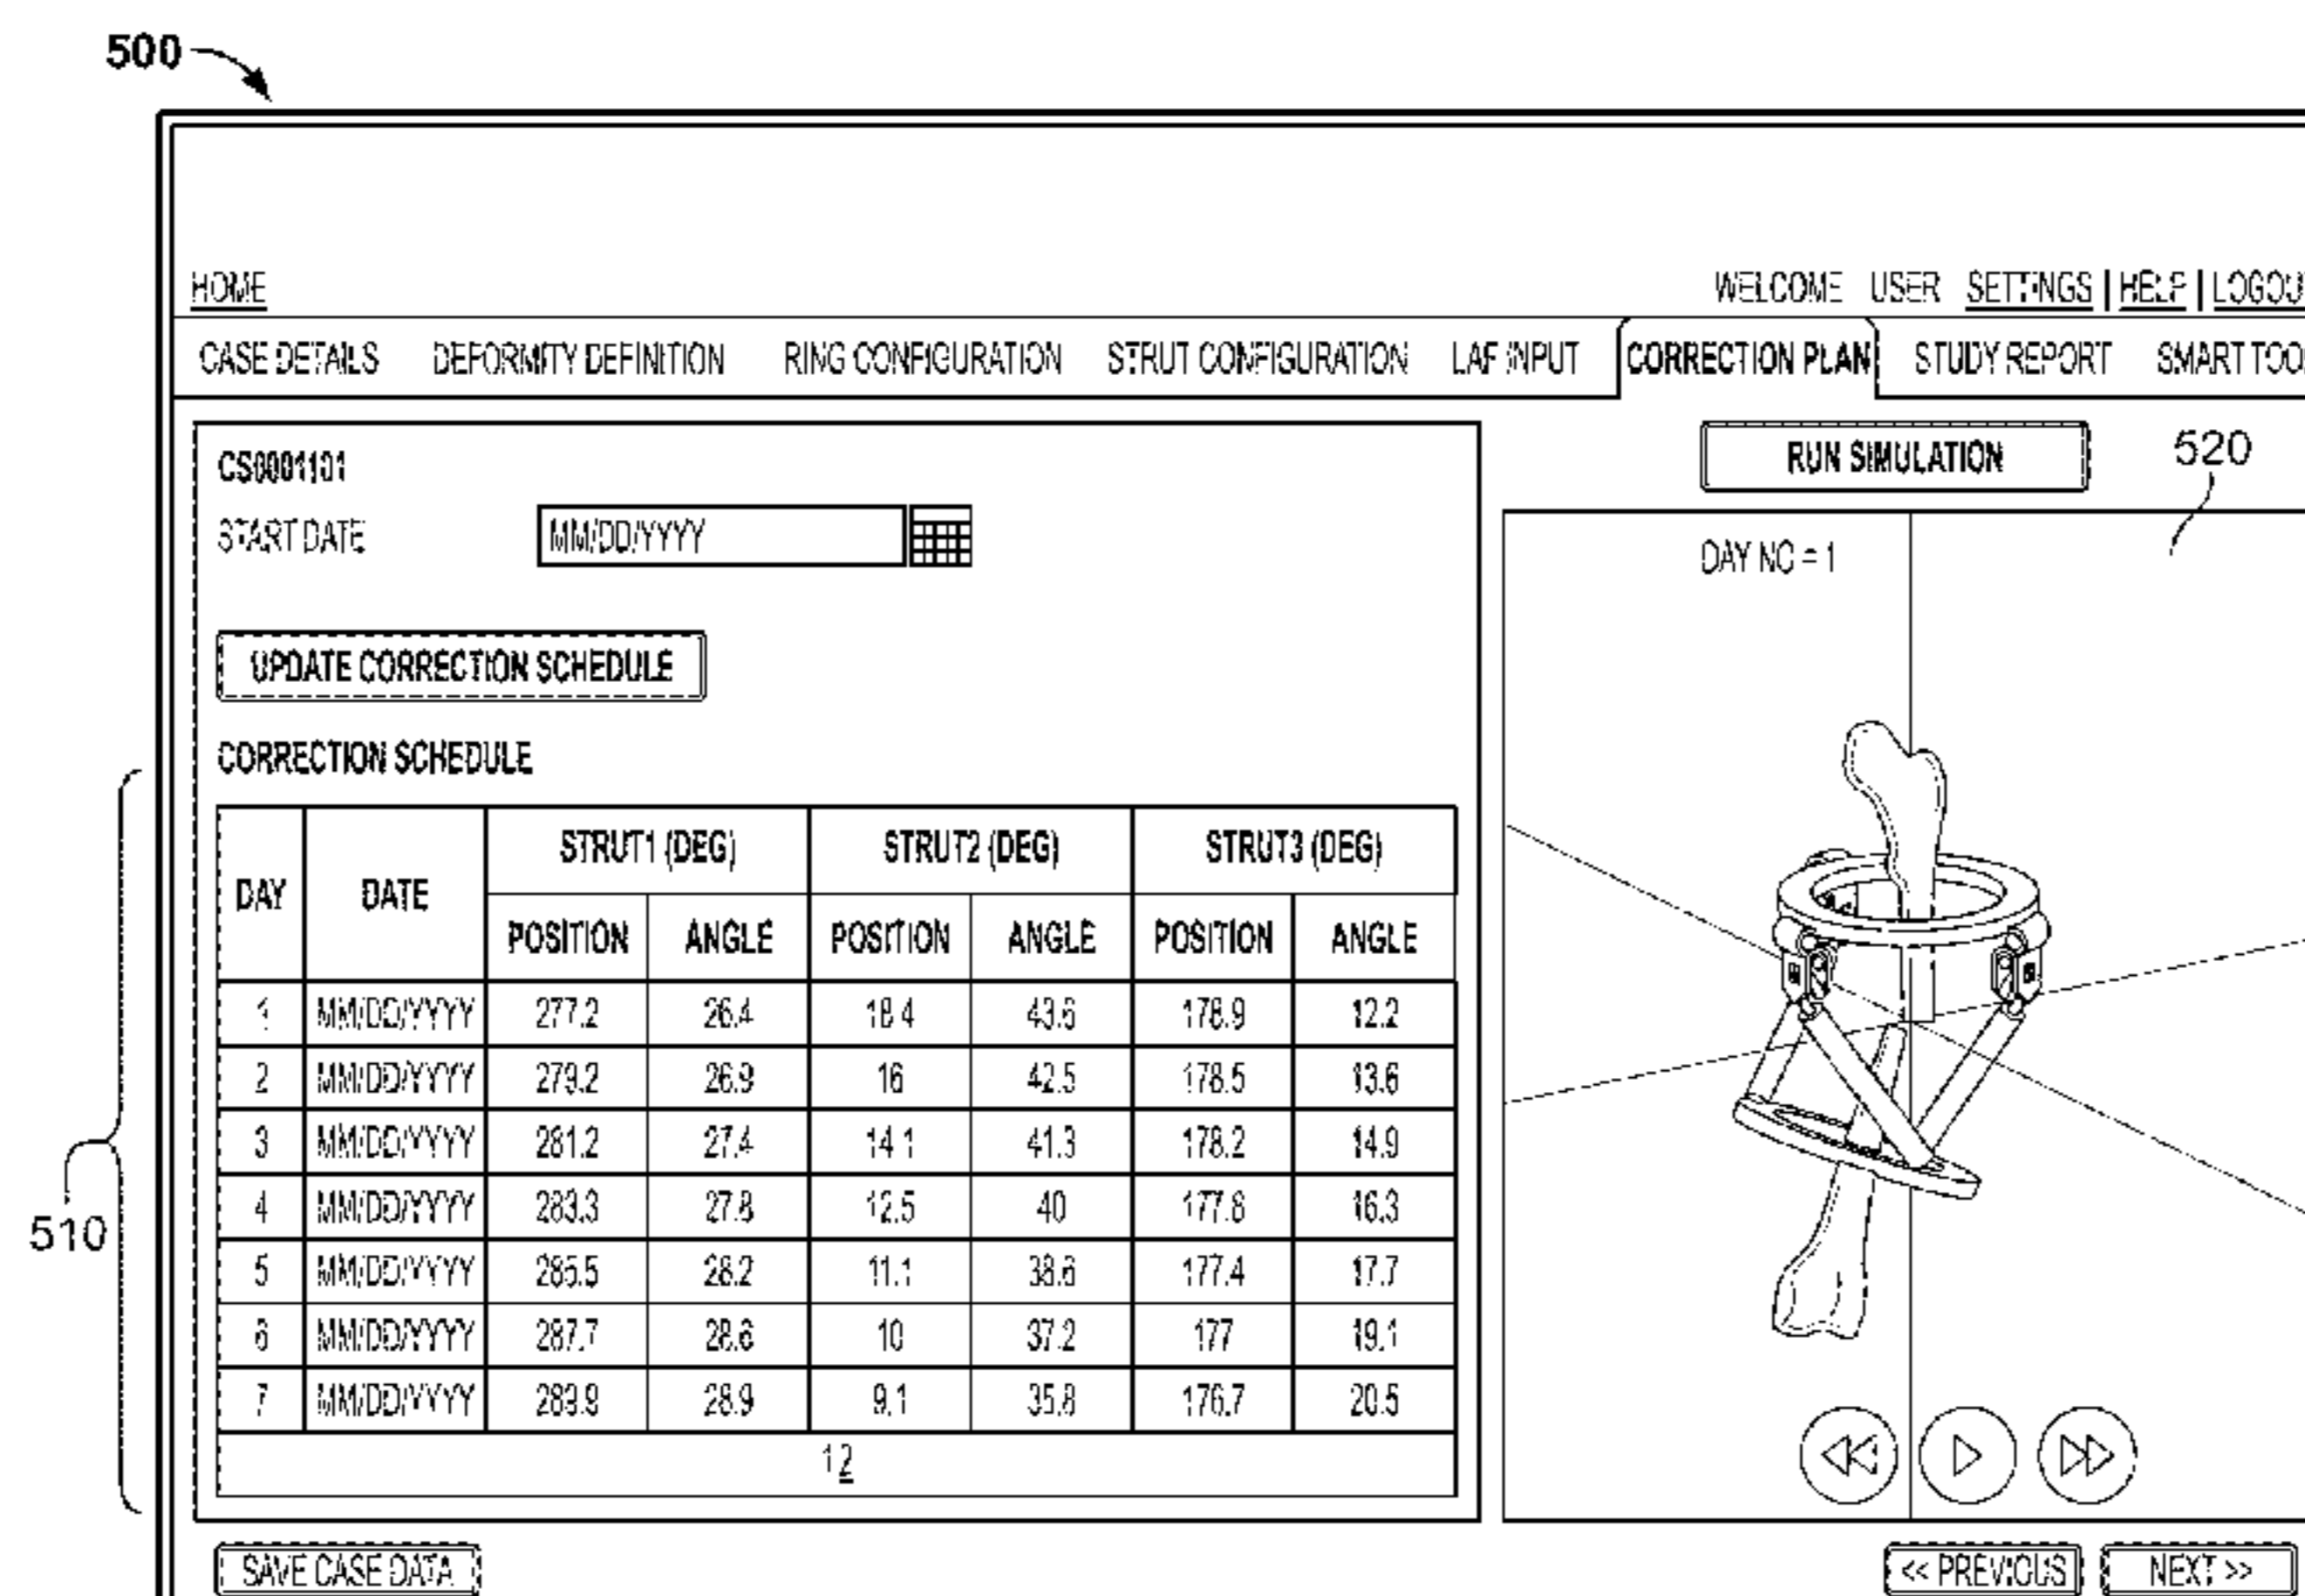 500
HOME WELCOME USER SETTINGS | HELP | LOGOUT
CASE DETAILS DEFORMITY DEFINITION RING CONFIGURATION STRUT CONFIGURATION LAF INPUT CORRECTION PLAN STUDY REPORT SMART TOO
CS0001101
START DATE MM/DD/YYYY
UPDATE CORRECTION SCHEDULE
CORRECTION SCHEDULE
DAY DATE STRUT1 (DEG) STRUT2 (DEG) STRUT3 (DEG)
POSITION ANGLE POSITION ANGLE POSITION ANGLE
1 MM/DD/YYYY 277.2 26.4 18.4 43.6 178.9 12.2
2 MM/DD/YYYY 279.2 26.9 16 42.5 178.5 13.6
3 MM/DD/YYYY 281.2 27.4 14.1 41.3 178.2 14.9
4 MM/DD/YYYY 283.3 27.8 12.5 40 177.8 16.3
5 MM/DD/YYYY 285.5 28.2 11.1 38.6 177.4 17.7
6 MM/DD/YYYY 287.7 28.6 10 37.2 177 19.1
7 MM/DD/YYYY 289.9 28.9 9.1 35.8 176.7 20.5
1 2
510
SAVE CASE DATA
RUN SIMULATION
520
DAY NO = 1
<< PREVIOUS NEXT >>